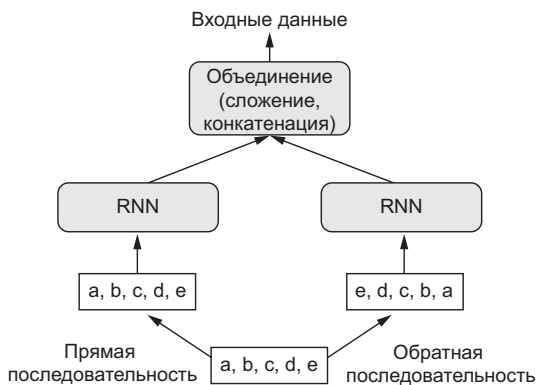 Входные данные
Объединение
(сложение,
конкатенация)
RNN
RNN
a, b, c, d, e
e, d, c, b, a
Прямая
последовательность
a, b, c, d, e
Обратная
последовательность